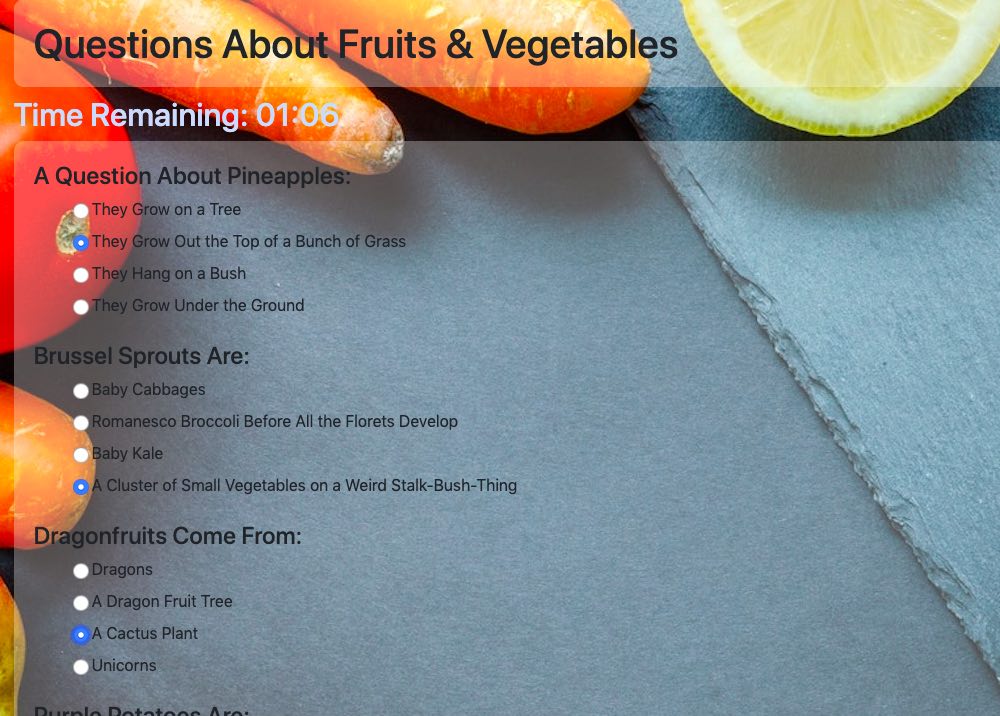 Questions About Fruits & Vegetables
Time Remaining: 01:06
A Question About Pineapples:
They Grow on a Tree
They Grow Out the Top of a Bunch of Grass
They Hang on a Bush
They Grow Under the Ground
Brussel Sprouts Are:
Baby Cabbages
Romanesco Broccoli Before All the Florets Develop
Baby Kale
A Cluster of Small Vegetables on a Weird Stalk-Bush-Thing
Dragonfruits Come From:
Dragons
A Dragon Fruit Tree
A Cactus Plant
Unicorns
Purple Potatoes Are: